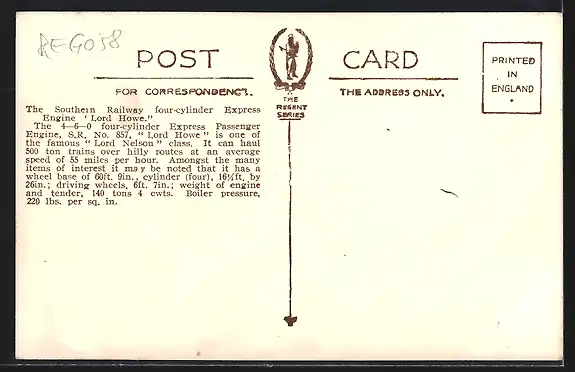 REG058
POST CARD
FOR CORRESPONDENCE.
THE ADDRESS ONLY.
THE
REGENT
SERIES
PRINTED
IN
ENGLAND
The Southern Railway four-cylinder Express
Engine ‘ Lord Howe.”
The 4—6—0 four-cylinder Express Passenger
Engine, S.R. No. 857, “ Lord Howe ” is one of
the famous “ Lord Nelson ” class. It can haul
500 ton trains over hilly routes at an average
speed of 55 miles per hour. Amongst the many
items of interest it may be noted that it has a
wheel base of 60ft. 9in., cylinder (four), 16½ft. by
26in.; driving wheels, 6ft. 7in.; weight of engine
and tender, 140 tons 4 cwts. Boiler pressure,
220 lbs. per sq. in.